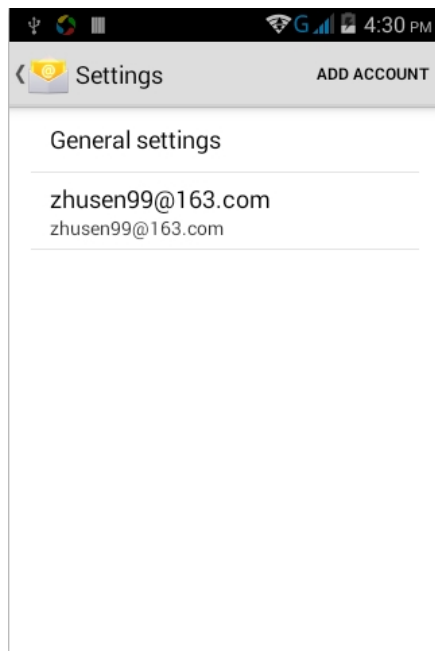 G 4:30 PM
Settings ADD ACCOUNT
General settings
zhusen99@163.com
zhusen99@163.com